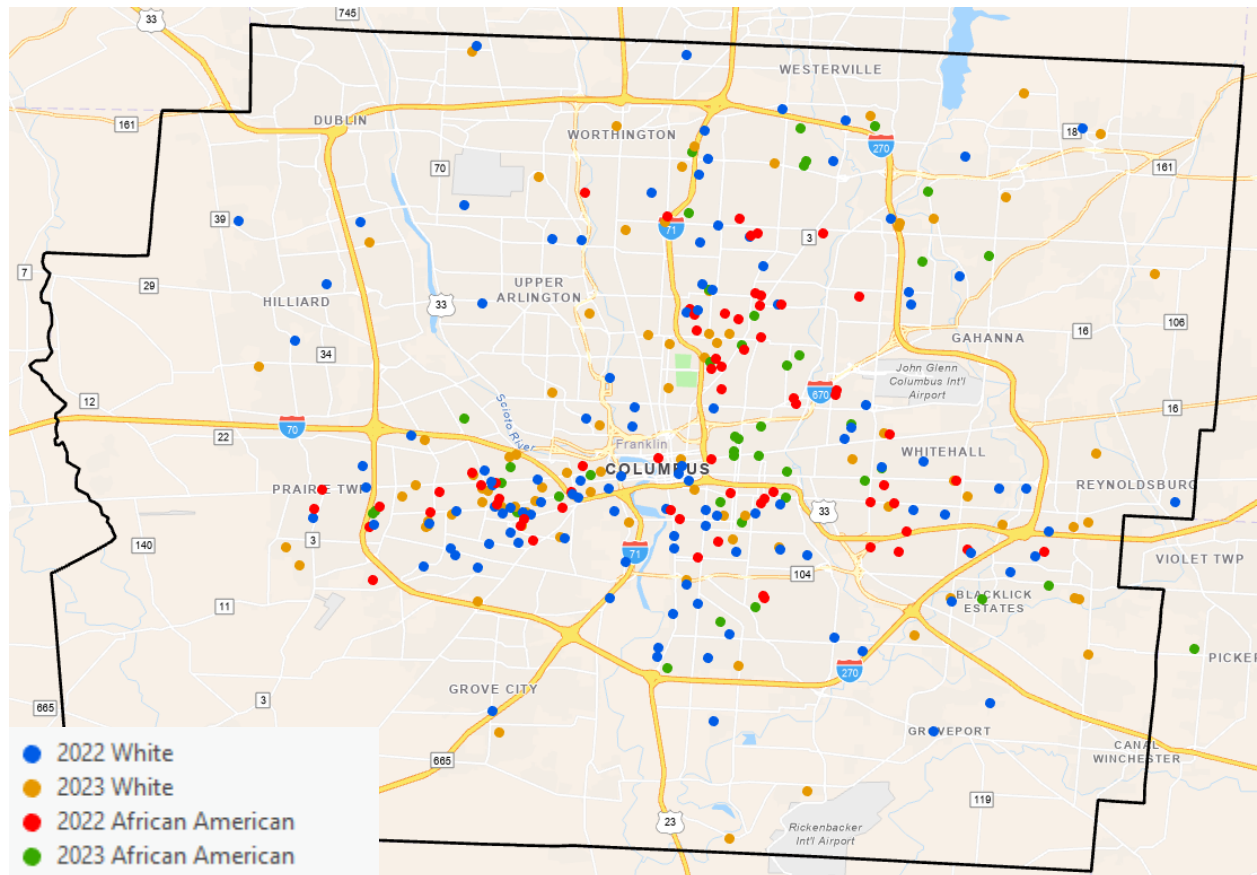 745
33
WESTERVILLE
161
DUBLIN
WORTHINGTON
18
270
70
161
39
71
3
7
29
UPPER
ARLINGTON
HILLIARD
33
106
16
34
GAHANNA
John Glenn
Columbus Int'l
Airport
670
12
Scioto River
16
70
22
Franklin
WHITEHALL
COLUMBUS
PRAIRIE TWP
REYNOLDSBURG
33
3
140
71
104
VIOLET TWP
11
BLACKLICK
ESTATES
PICKER
270
GROVE CITY
3
665
GROVEPORT
CANAL
WINCHESTER
665
119
23
Rickenbacker
Int'l Airport
2022 White
2023 White
2022 African American
2023 African American